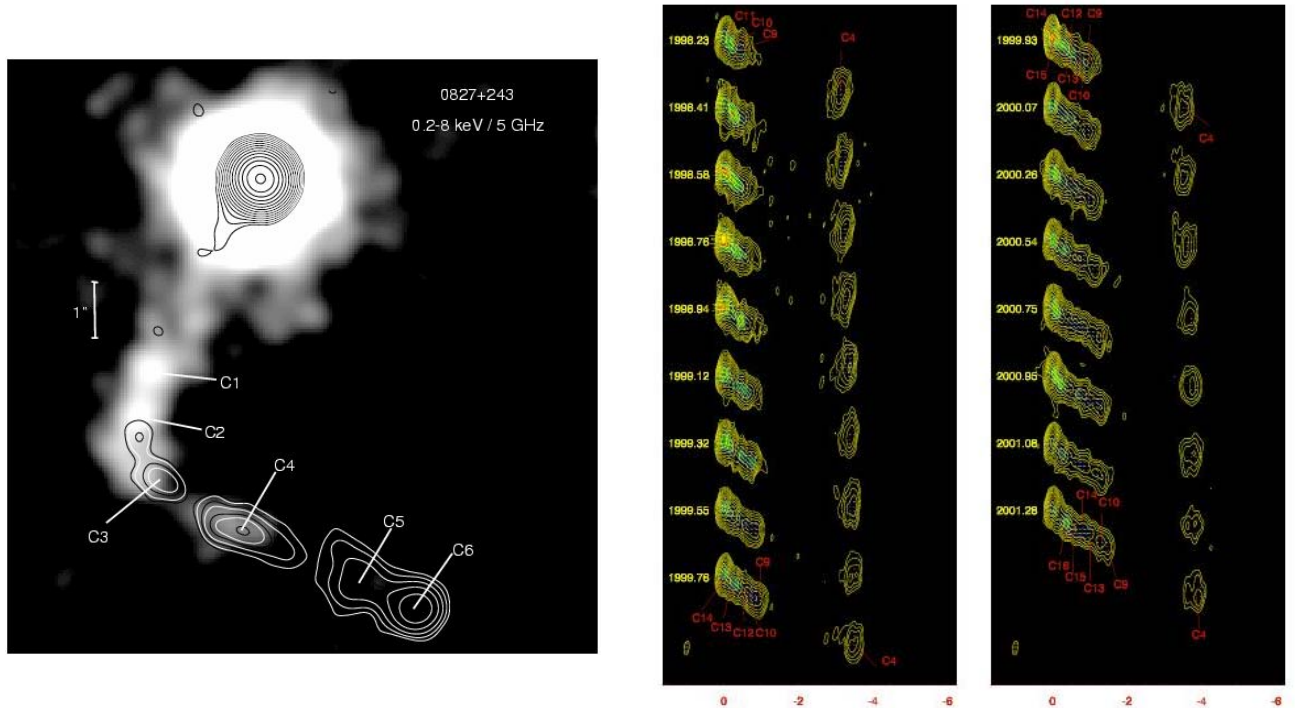 0827+243
0.2-8 keV / 5 GHz
1"
C1
C2
C4
C3
C5
C6
C11
C10
C9
C4
1998.23
1998.41
1998.58
1998.76
1998.94
1999.12
1999.32
1999.55
1999.76
C9
C14
C13
C12
C10
C4
0 -2 -4 -6
C14 C12 C9
1999.93
C15 C13
C10
2000.07
C4
2000.26
2000.54
2000.75
2000.95
2001.08
2001.28
C14
C10
C16
C15
C13
C9
C4
0 -2 -4 -6